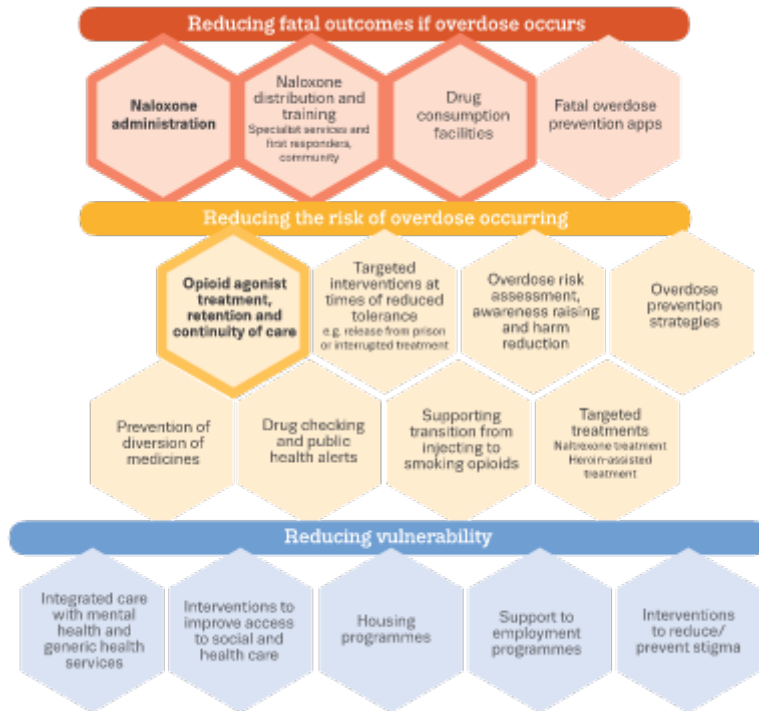 Reducing fatal outcomes if overdose occurs
Naloxone
administration
Naloxone
distribution and
training
Specialist services and
first responders,
community
Drug
consumption
facilities
Fatal overdose
prevention apps
Reducing the risk of overdose occurring
Opioid agonist
treatment,
retention and
continuity of care
Targeted
interventions at
times of reduced
tolerance
e.g. release from prison
or interrupted treatment
Overdose risk
assessment,
awareness raising
and harm
reduction
Overdose
prevention
strategies
Prevention of
diversion of
medicines
Drug checking
and public
health alerts
Supporting
transition from
injecting to
smoking opioids
Targeted
treatments
Naltrexone treatment
Heroin-assisted
treatment
Reducing vulnerability
Integrated care
with mental
health and
generic health
services
Interventions to
improve access
to social and
health care
Housing
programmes
Support to
employment
programmes
Interventions
to reduce/
prevent stigma